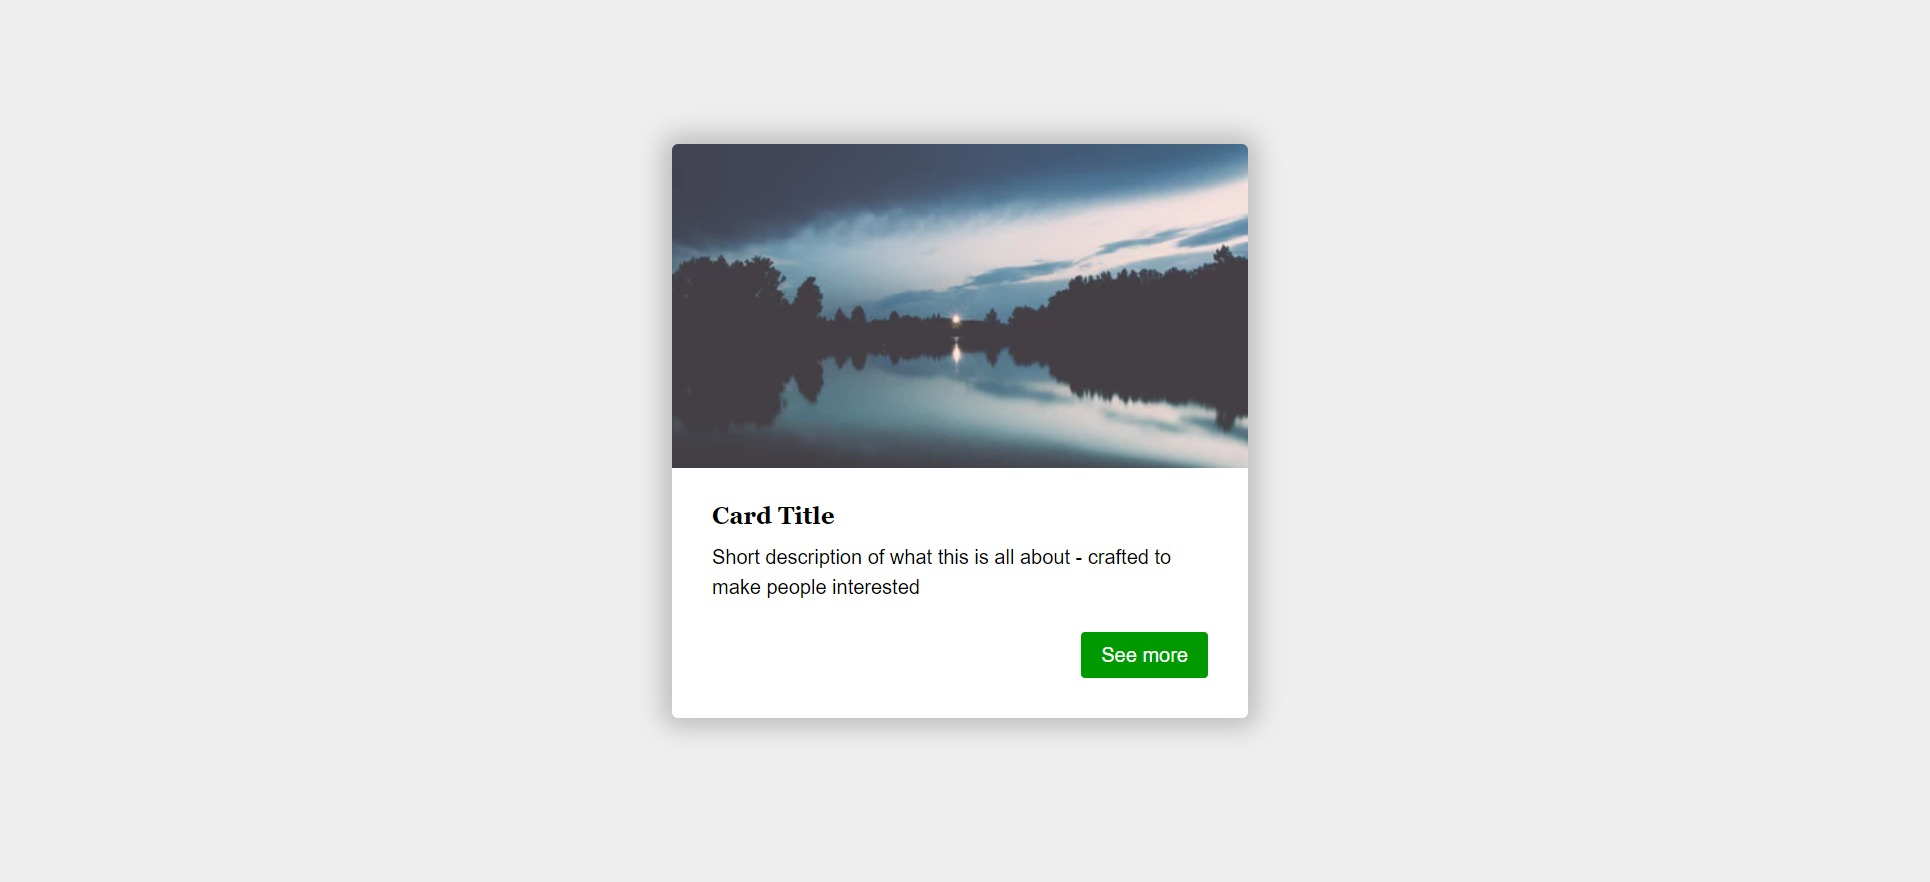 Card Title
Short description of what this is all about - crafted to
make people interested
See more